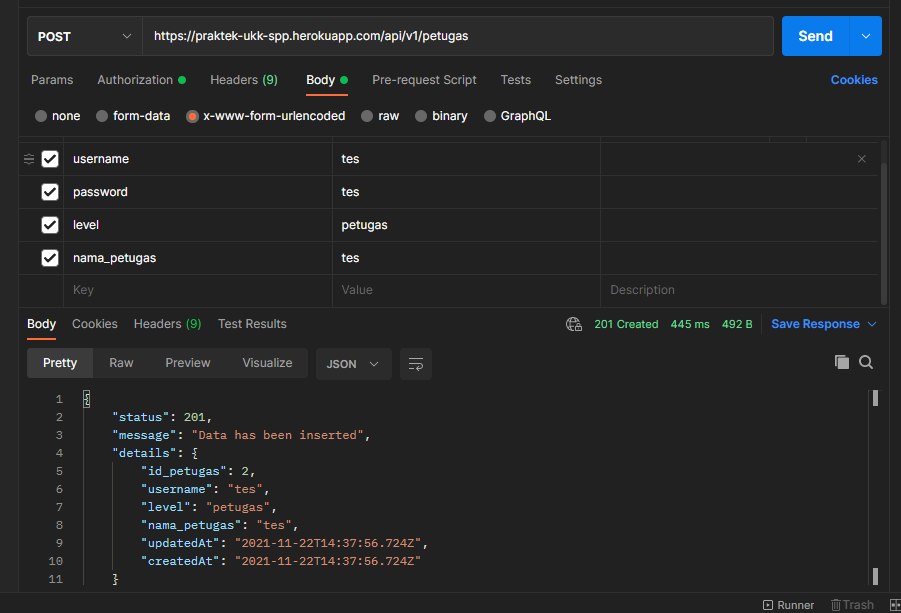 POST https://praktek-ukk-spp.herokuapp.com/api/v1/petugas Send
Params Authorization Headers (9) Body Pre-request Script Tests Settings Cookies
none form-data x-www-form-urlencoded raw binary GraphQL
username tes
password tes
level petugas
nama_petugas tes
Key Value Description
Body Cookies Headers (9) Test Results 201 Created 445 ms 492 B Save Response
Pretty Raw Preview Visualize JSON
1 {
2 "status": 201,
3 "message": "Data has been inserted",
4 "details": {
5 "id_petugas": 2,
6 "username": "tes",
7 "level": "petugas",
8 "nama_petugas": "tes",
9 "updatedAt": "2021-11-22T14:37:56.724Z",
10 "createdAt": "2021-11-22T14:37:56.724Z"
11 }
Runner Trash